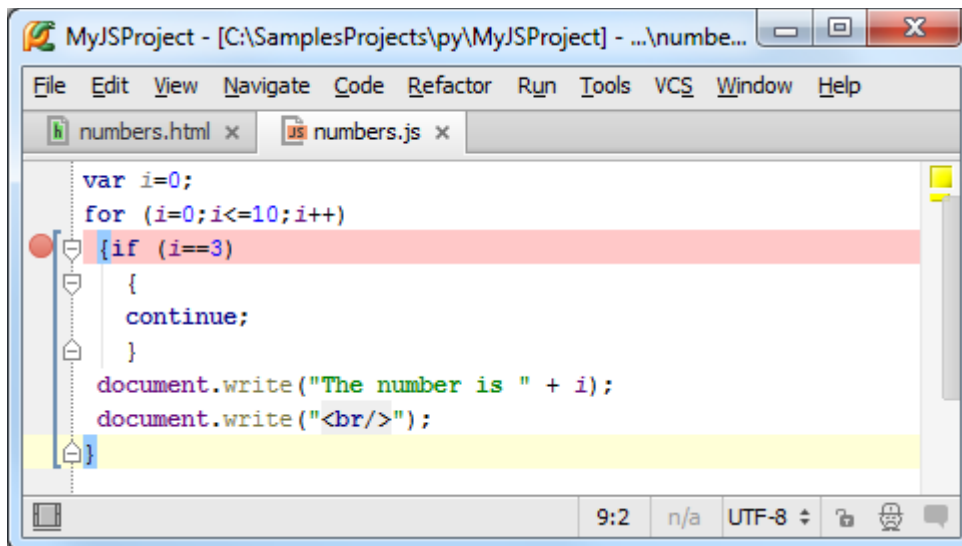 MyJSProject - [C:\SamplesProjects\py\MyJSProject] - ...\numbe...
File Edit View Navigate Code Refactor Run Tools VCS Window Help
h numbers.html × JS numbers.js ×
var i=0;
for (i=0;i<=10;i++)
{if (i==3)
{
continue;
}
document.write("The number is " + i);
document.write("<br/>");
}
9:2 n/a UTF-8